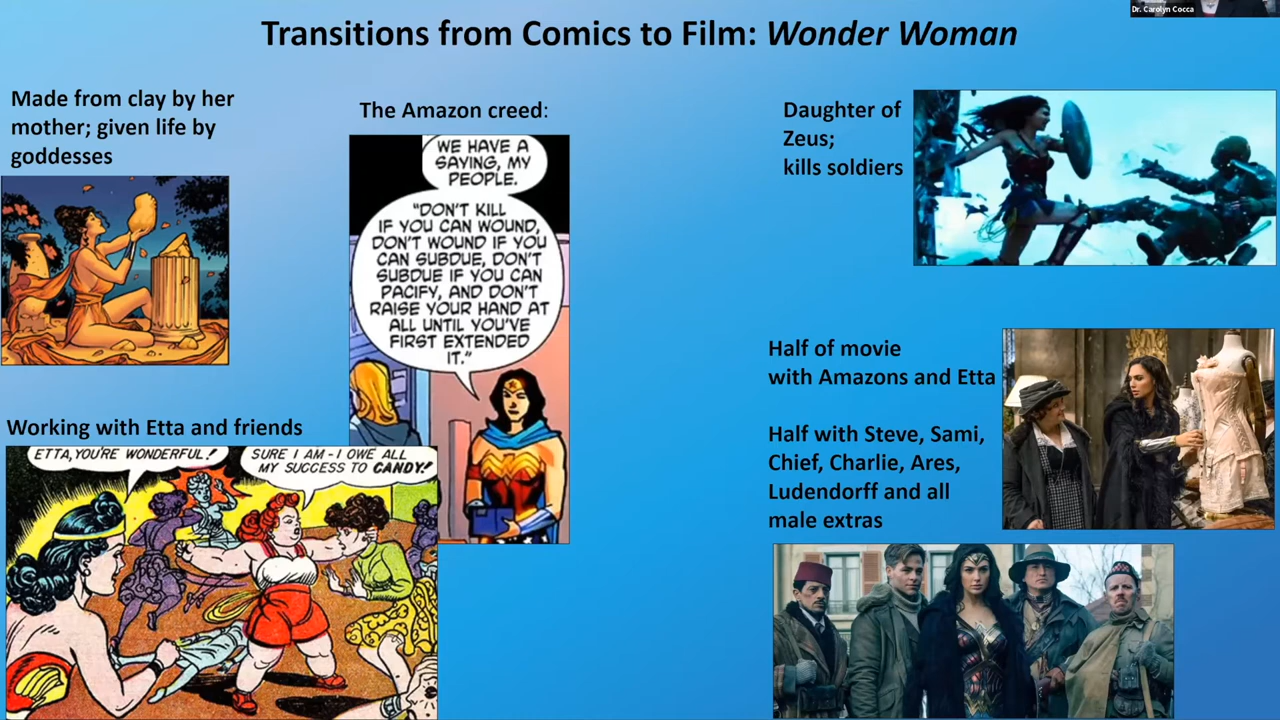 Dr. Carolyn Cocca
Transitions from Comics to Film: Wonder Woman
Made from clay by her
mother; given life by
goddesses
The Amazon creed:
WE HAVE A
SAYING, MY
PEOPLE.
"DON'T KILL
IF YOU CAN WOUND,
DON'T WOUND IF YOU
CAN SUBDUE, DON'T
SUBDUE IF YOU CAN
PACIFY, AND DON'T
RAISE YOUR HAND AT
ALL UNTIL YOU'VE
FIRST EXTENDED
IT."
Working with Etta and friends
ETTA, YOU'RE WONDERFUL!
SURE I AM - I OWE ALL
MY SUCCESS TO CANDY!
Daughter of
Zeus;
kills soldiers
Half of movie
with Amazons and Etta
Half with Steve, Sami,
Chief, Charlie, Ares,
Ludendorff and all
male extras